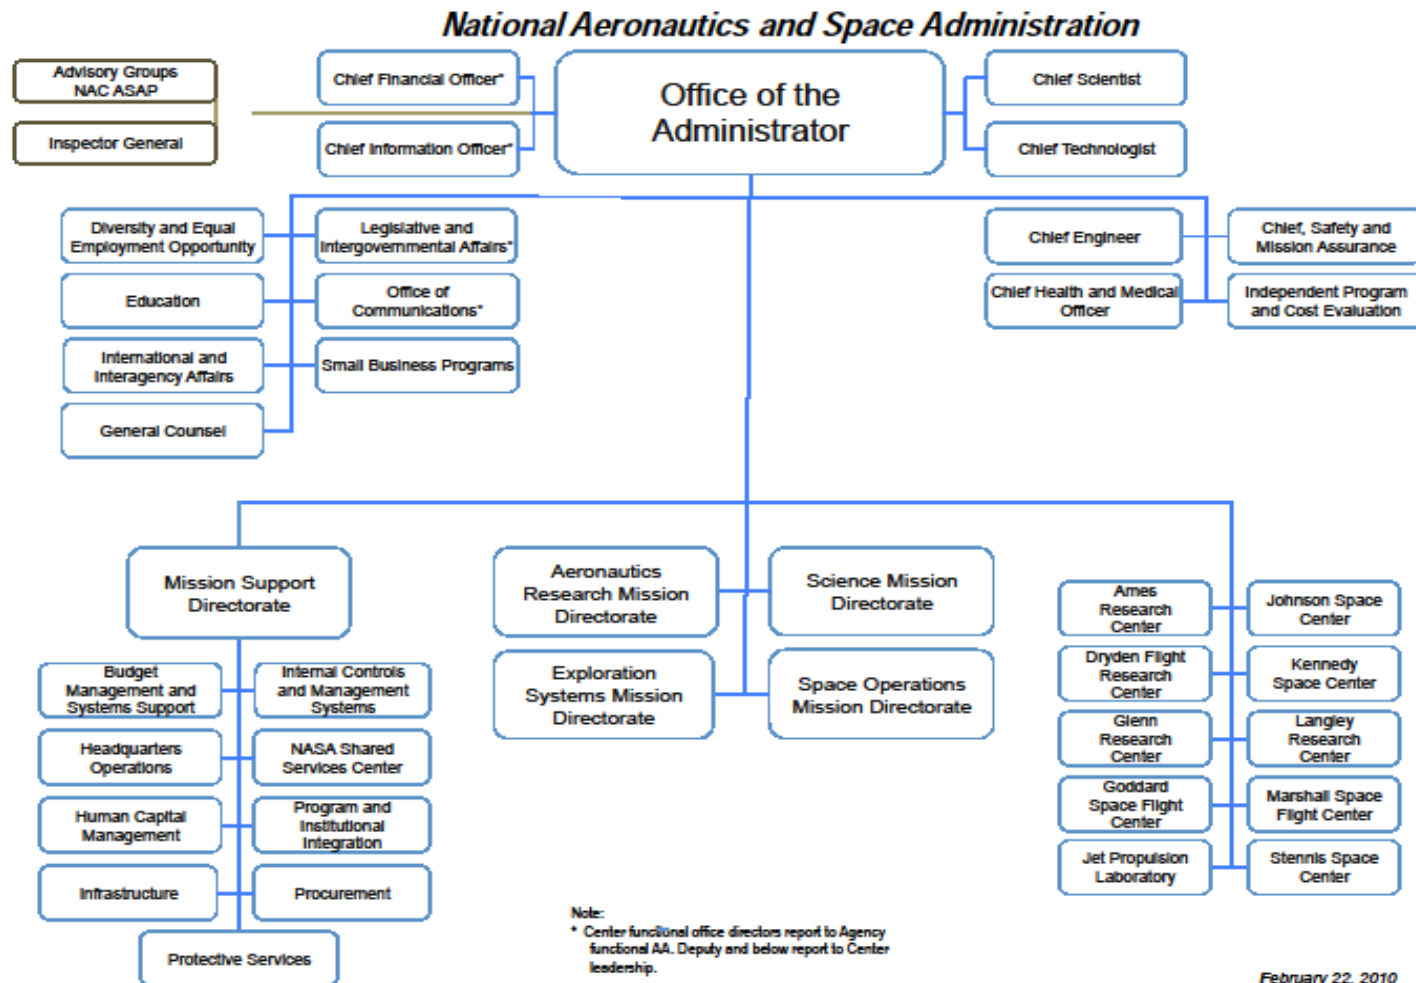 National Aeronautics and Space Administration
Advisory Groups
NAC ASAP
Inspector General
Chief Financial Officer*
Chief Information Officer*
Office of the
Administrator
Chief Scientist
Chief Technologist
Diversity and Equal
Employment Opportunity
Legislative and
Intergovernmental Affairs*
Education
Office of
Communications*
International and
Interagency Affairs
Small Business Programs
General Counsel
Chief Engineer
Chief, Safety and
Mission Assurance
Chief Health and Medical
Officer
Independent Program
and Cost Evaluation
Mission Support
Directorate
Budget
Management and
Systems Support
Internal Controls
and Management
Systems
Headquarters
Operations
NASA Shared
Services Center
Human Capital
Management
Program and
Institutional
Integration
Infrastructure
Procurement
Protective Services
Aeronautics
Research Mission
Directorate
Science Mission
Directorate
Exploration
Systems Mission
Directorate
Space Operations
Mission Directorate
Ames
Research
Center
Johnson Space
Center
Dryden Flight
Research
Center
Kennedy
Space Center
Glenn
Research
Center
Langley
Research
Center
Goddard
Space Flight
Center
Marshall Space
Flight Center
Jet Propulsion
Laboratory
Stennis Space
Center
Note:
* Center functional office directors report to Agency
functional AA. Deputy and below report to Center
leadership.
February 22, 2010